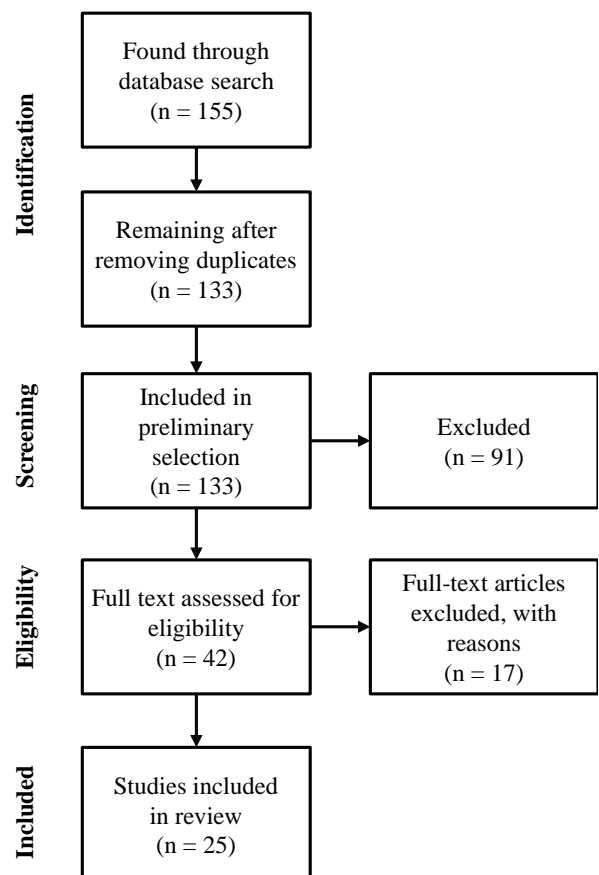 Identification
Found through
database search
(n = 155)
Remaining after
removing duplicates
(n = 133)
Screening
Included in
preliminary
selection
(n = 133)
Excluded
(n = 91)
Eligibility
Full text assessed for
eligibility
(n = 42)
Full-text articles
excluded, with
reasons
(n = 17)
Included
Studies included
in review
(n = 25)